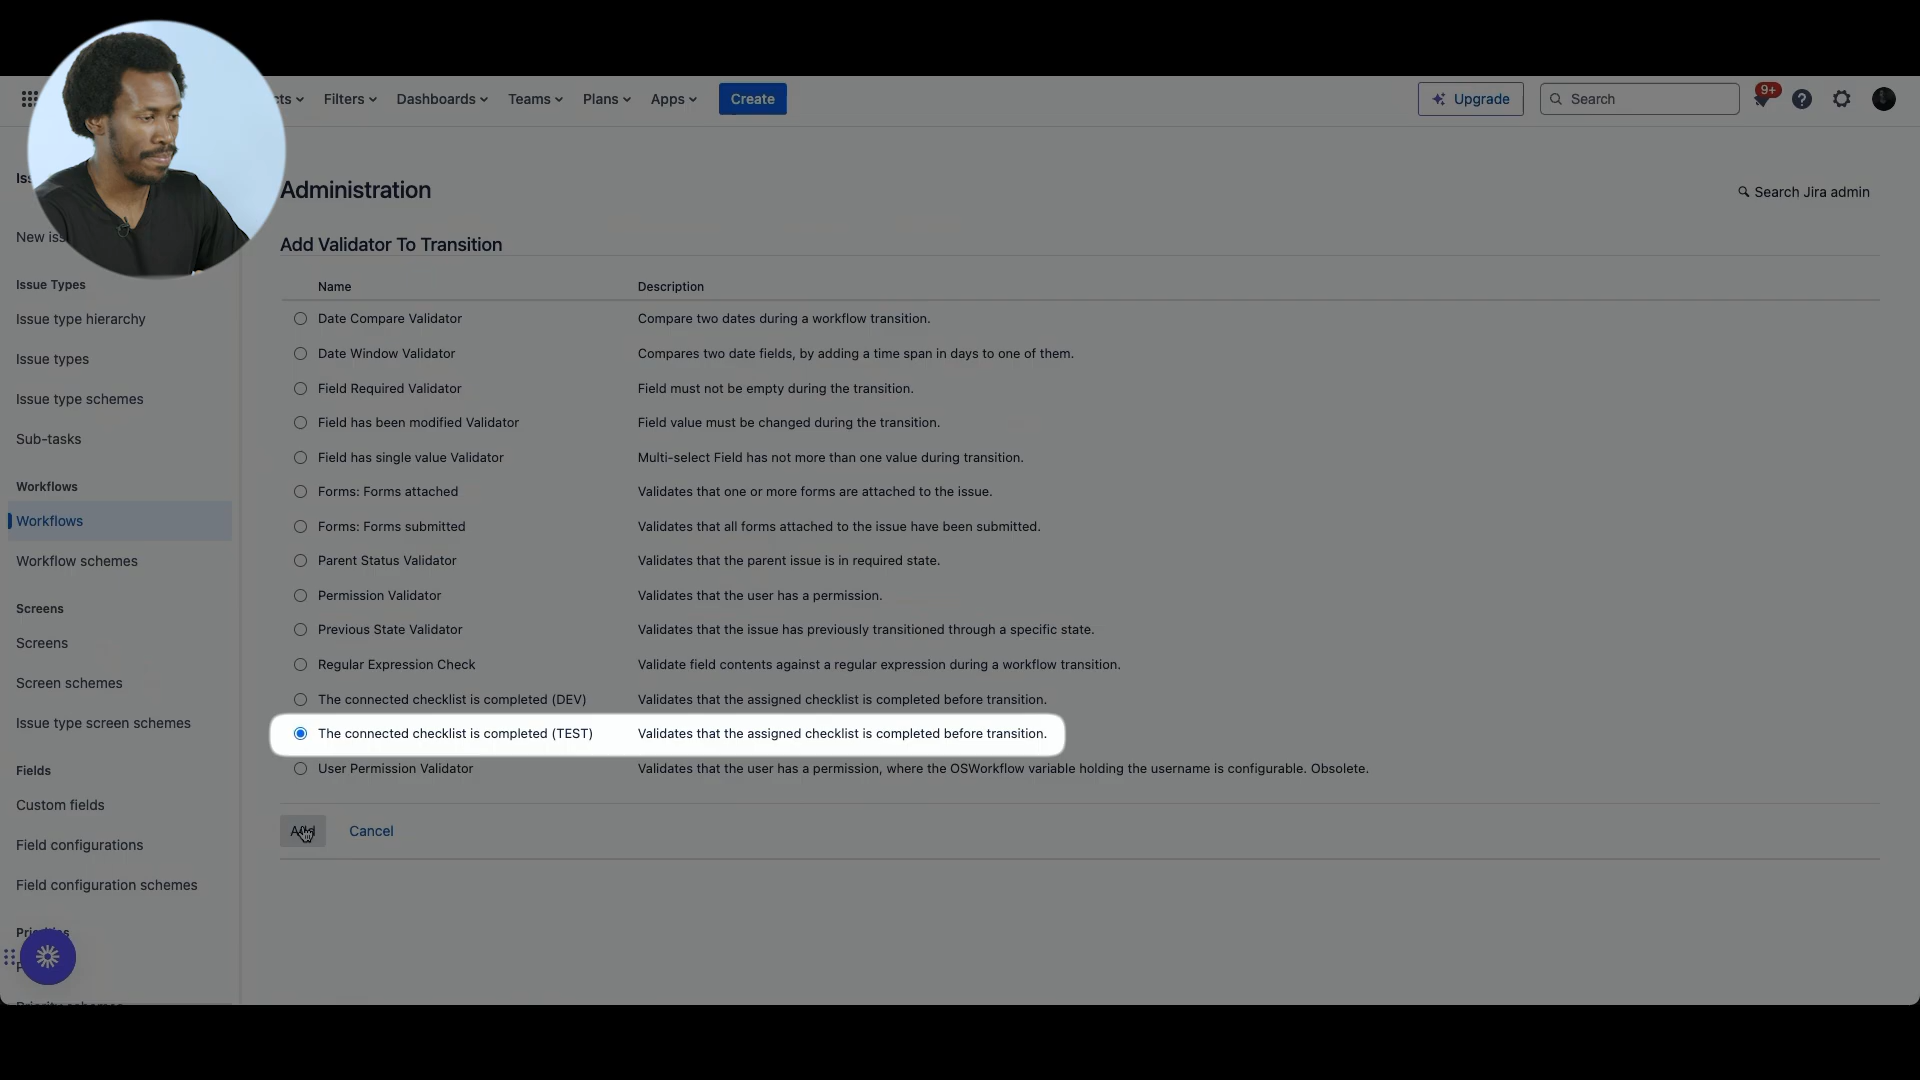 Filters
Dashboards
Teams
Plans
Apps
Create
Upgrade
Search
9+
Administration
Search Jira admin
Add Validator To Transition
Issue Types
Issue type hierarchy
Issue types
Issue type schemes
Sub-tasks
Workflows
Workflows
Workflow schemes
Screens
Screens
Screen schemes
Issue type screen schemes
Fields
Custom fields
Field configurations
Field configuration schemes
Name Description
Date Compare Validator Compare two dates during a workflow transition.
Date Window Validator Compares two date fields, by adding a time span in days to one of them.
Field Required Validator Field must not be empty during the transition.
Field has been modified Validator Field value must be changed during the transition.
Field has single value Validator Multi-select Field has not more than one value during transition.
Forms: Forms attached Validates that one or more forms are attached to the issue.
Forms: Forms submitted Validates that all forms attached to the issue have been submitted.
Parent Status Validator Validates that the parent issue is in required state.
Permission Validator Validates that the user has a permission.
Previous State Validator Validates that the issue has previously transitioned through a specific state.
Regular Expression Check Validate field contents against a regular expression during a workflow transition.
The connected checklist is completed (DEV) Validates that the assigned checklist is completed before transition.
The connected checklist is completed (TEST) Validates that the assigned checklist is completed before transition.
User Permission Validator Validates that the user has a permission, where the OSWorkflow variable holding the username is configurable. Obsolete.
Add Cancel